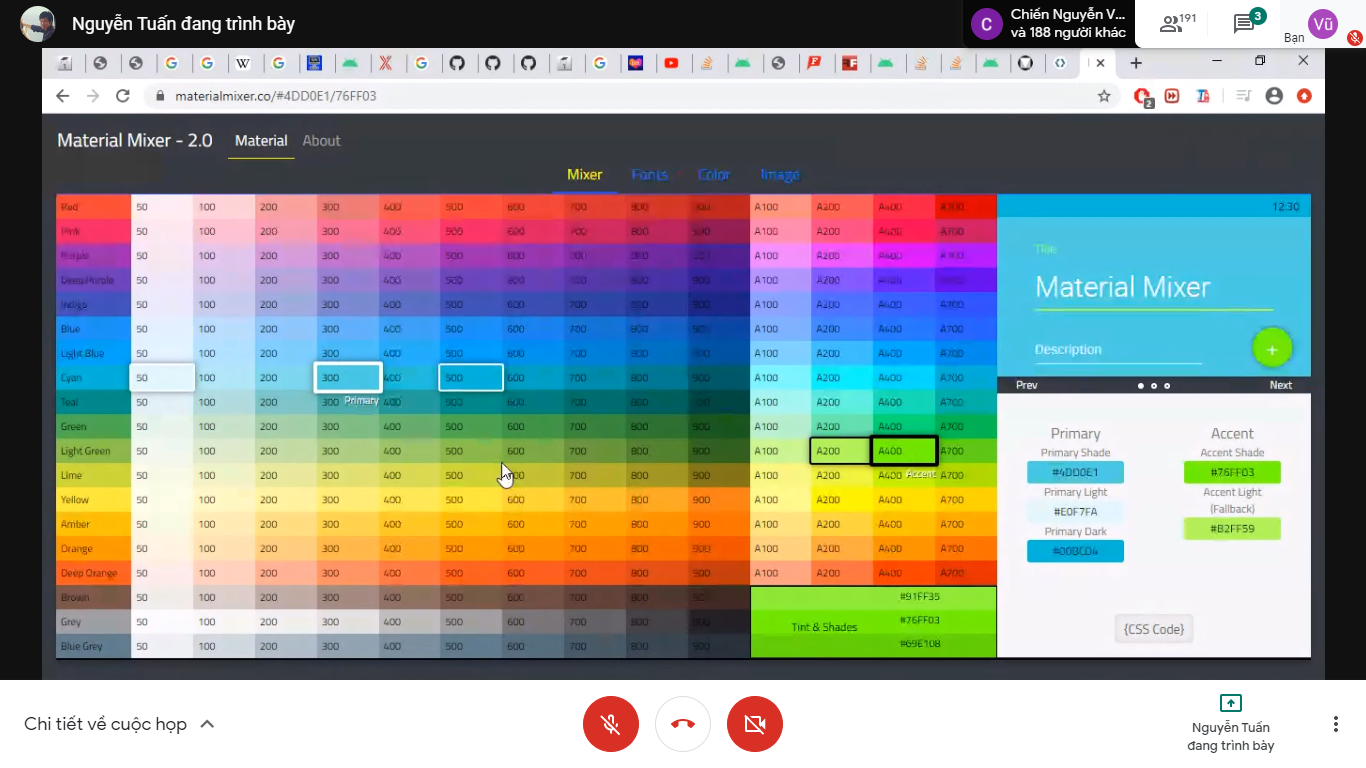 Nguyễn Tuấn đang trình bày
C
Chiến Nguyễn V...
và 188 người khác
191
3
Bạn
Vũ
materialmixer.co/#4DD0E1/76FF03
2
Material Mixer - 2.0 Material About
Mixer Fonts Color Image
Red 50 100 200 300 400 500 600 700 800 900 A100 A200 A400 A700
Pink 50 100 200 300 400 500 600 700 800 900 A100 A200 A400 A700
Purple 50 100 200 300 400 500 600 700 800 900 A100 A200 A400 A700
Deep Purple 50 100 200 300 400 500 600 700 800 900 A100 A200 A400 A700
Indigo 50 100 200 300 400 500 600 700 800 900 A100 A200 A400 A700
Blue 50 100 200 300 400 500 600 700 800 900 A100 A200 A400 A700
Light Blue 50 100 200 300 400 500 600 700 800 900 A100 A200 A400 A700
Cyan 50 100 200 300 400 500 600 700 800 900 A100 A200 A400 A700
Primary
Teal 50 100 200 300 400 500 600 700 800 900 A100 A200 A400 A700
Green 50 100 200 300 400 500 600 700 800 900 A100 A200 A400 A700
Light Green 50 100 200 300 400 500 600 700 800 900 A100 A200 A400 A700
Accent
Lime 50 100 200 300 400 500 600 700 800 900 A100 A200 A400 A700
Yellow 50 100 200 300 400 500 600 700 800 900 A100 A200 A400 A700
Amber 50 100 200 300 400 500 600 700 800 900 A100 A200 A400 A700
Orange 50 100 200 300 400 500 600 700 800 900 A100 A200 A400 A700
Deep Orange 50 100 200 300 400 500 600 700 800 900 A100 A200 A400 A700
Brown 50 100 200 300 400 500 600 700 800 900
Grey 50 100 200 300 400 500 600 700 800 900
Blue Grey 50 100 200 300 400 500 600 700 800 900
Tint & Shades
#91FF35
#76FF03
#69E108
12:30
Title
Material Mixer
Description
+
Prev Next
Primary
Primary Shade
#4DD0E1
Primary Light
#E0F7FA
Primary Dark
#00BCD4
Accent
Accent Shade
#76FF03
Accent Light
(Fallback)
#B2FF59
{CSS Code}
Chi tiết về cuộc họp
Nguyễn Tuấn
đang trình bày